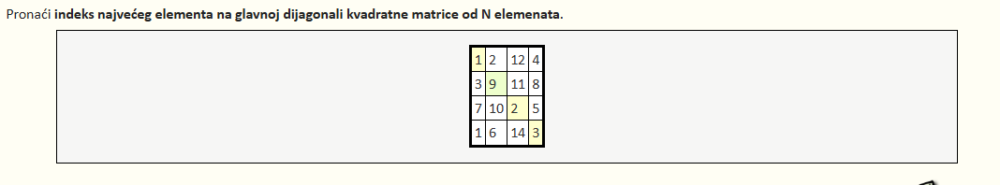 Pronaći indeks najvećeg elementa na glavnoj dijagonali kvadratne matrice od N elemenata.
1 2 12 4
3 9 11 8
7 10 2 5
1 6 14 3